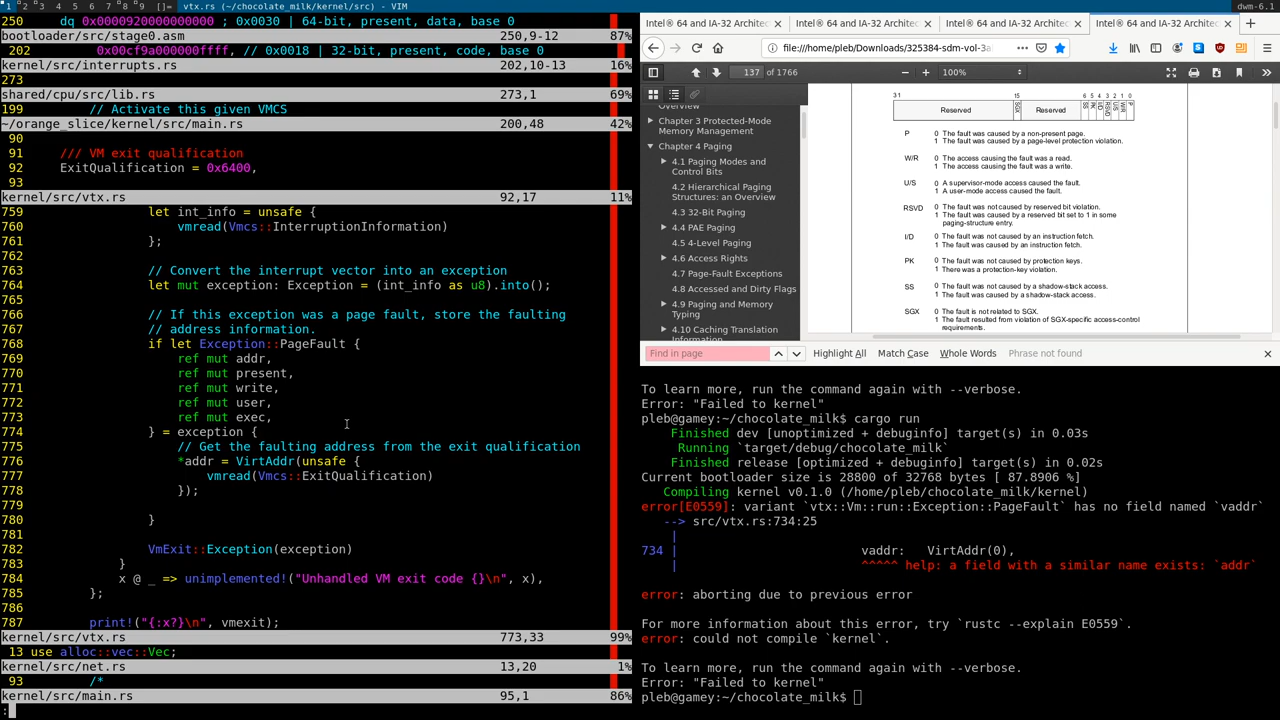 1 2 3 4 5 6 7 8 9 []= vtx.rs (~/chocolate_milk/kernel/src) - VIM
dwm-6.1
250 dq 0x0000920000000000 ; 0x0030 | 64-bit, present, data, base 0
bootloader/src/stage0.asm 250,9-12 87%
202 0x00cf9a000000ffff, // 0x0018 | 32-bit, present, code, base 0
kernel/src/interrupts.rs 202,10-13 16%
273
shared/cpu/src/lib.rs 273,1 69%
199 // Activate this given VMCS
~/orange_slice/kernel/src/main.rs 200,48 42%
90
91 /// VM exit qualification
92 ExitQualification = 0x6400,
93
kernel/src/vtx.rs 92,17 11%
759 let int_info = unsafe {
760 vmread(Vmcs::InterruptionInformation)
761 };
762
763 // Convert the interrupt vector into an exception
764 let mut exception: Exception = (int_info as u8).into();
765
766 // If this exception was a page fault, store the faulting
767 // address information.
768 if let Exception::PageFault {
769 ref mut addr,
770 ref mut present,
771 ref mut write,
772 ref mut user,
773 ref mut exec,
774 } = exception {
775 // Get the faulting address from the exit qualification
776 *addr = VirtAddr(unsafe {
777 vmread(Vmcs::ExitQualification)
778 });
779
780 }
781
782 VmExit::Exception(exception)
783 }
784 x @ _ => unimplemented!("Unhandled VM exit code {}\n", x),
785 };
786
787 print!("{:x?}\n", vmexit);
kernel/src/vtx.rs 773,33 99%
13 use alloc::vec::Vec;
kernel/src/net.rs 13,20 1%
93 /*
kernel/src/main.rs 95,1 86%
:
Intel® 64 and IA-32 Architec
Intel® 64 and IA-32 Architec
Intel® 64 and IA-32 Architec
Intel® 64 and IA-32 Architec
file:///home/pleb/Downloads/325384-sdm-vol-3a
137 of 1766
100%
Overview
Chapter 3 Protected-Mode
Memory Management
Chapter 4 Paging
4.1 Paging Modes and
Control Bits
4.2 Hierarchical Paging
Structures: an Overview
4.3 32-Bit Paging
4.4 PAE Paging
4.5 4-Level Paging
4.6 Access Rights
4.7 Page-Fault Exceptions
4.8 Accessed and Dirty Flags
4.9 Paging and Memory
Typing
4.10 Caching Translation
31 15 6 5 4 3 2 1 0
Reserved SGX Reserved SS PK I/D RSVD U/S W/R P
P 0 The fault was caused by a non-present page.
1 The fault was caused by a page-level protection violation.
W/R 0 The access causing the fault was a read.
1 The access causing the fault was a write.
U/S 0 A supervisor-mode access caused the fault.
1 A user-mode access caused the fault.
RSVD 0 The fault was not caused by reserved bit violation.
1 The fault was caused by a reserved bit set to 1 in some
paging-structure entry.
I/D 0 The fault was not caused by an instruction fetch.
1 The fault was caused by an instruction fetch.
PK 0 The fault was not caused by protection keys.
1 There was a protection-key violation.
SS 0 The fault was not caused by a shadow-stack access.
1 The fault was caused by a shadow-stack access.
SGX 0 The fault is not related to SGX.
1 The fault resulted from violation of SGX-specific access-control
requirements.
Find in page Highlight All Match Case Whole Words Phrase not found
To learn more, run the command again with --verbose.
Error: "Failed to kernel"
pleb@gamey:~/chocolate_milk$ cargo run
Finished dev [unoptimized + debuginfo] target(s) in 0.03s
Running `target/debug/chocolate_milk`
Finished release [optimized + debuginfo] target(s) in 0.02s
Current bootloader size is 28800 of 32768 bytes [ 87.8906 %]
Compiling kernel v0.1.0 (/home/pleb/chocolate_milk/kernel)
error[E0559]: variant `vtx::Vm::run::Exception::PageFault` has no field named `vaddr`
--> src/vtx.rs:734:25
|
734 | vaddr: VirtAddr(0),
| ^^^^^ help: a field with a similar name exists: `addr`
error: aborting due to previous error
For more information about this error, try `rustc --explain E0559`.
error: could not compile `kernel`.
To learn more, run the command again with --verbose.
Error: "Failed to kernel"
pleb@gamey:~/chocolate_milk$